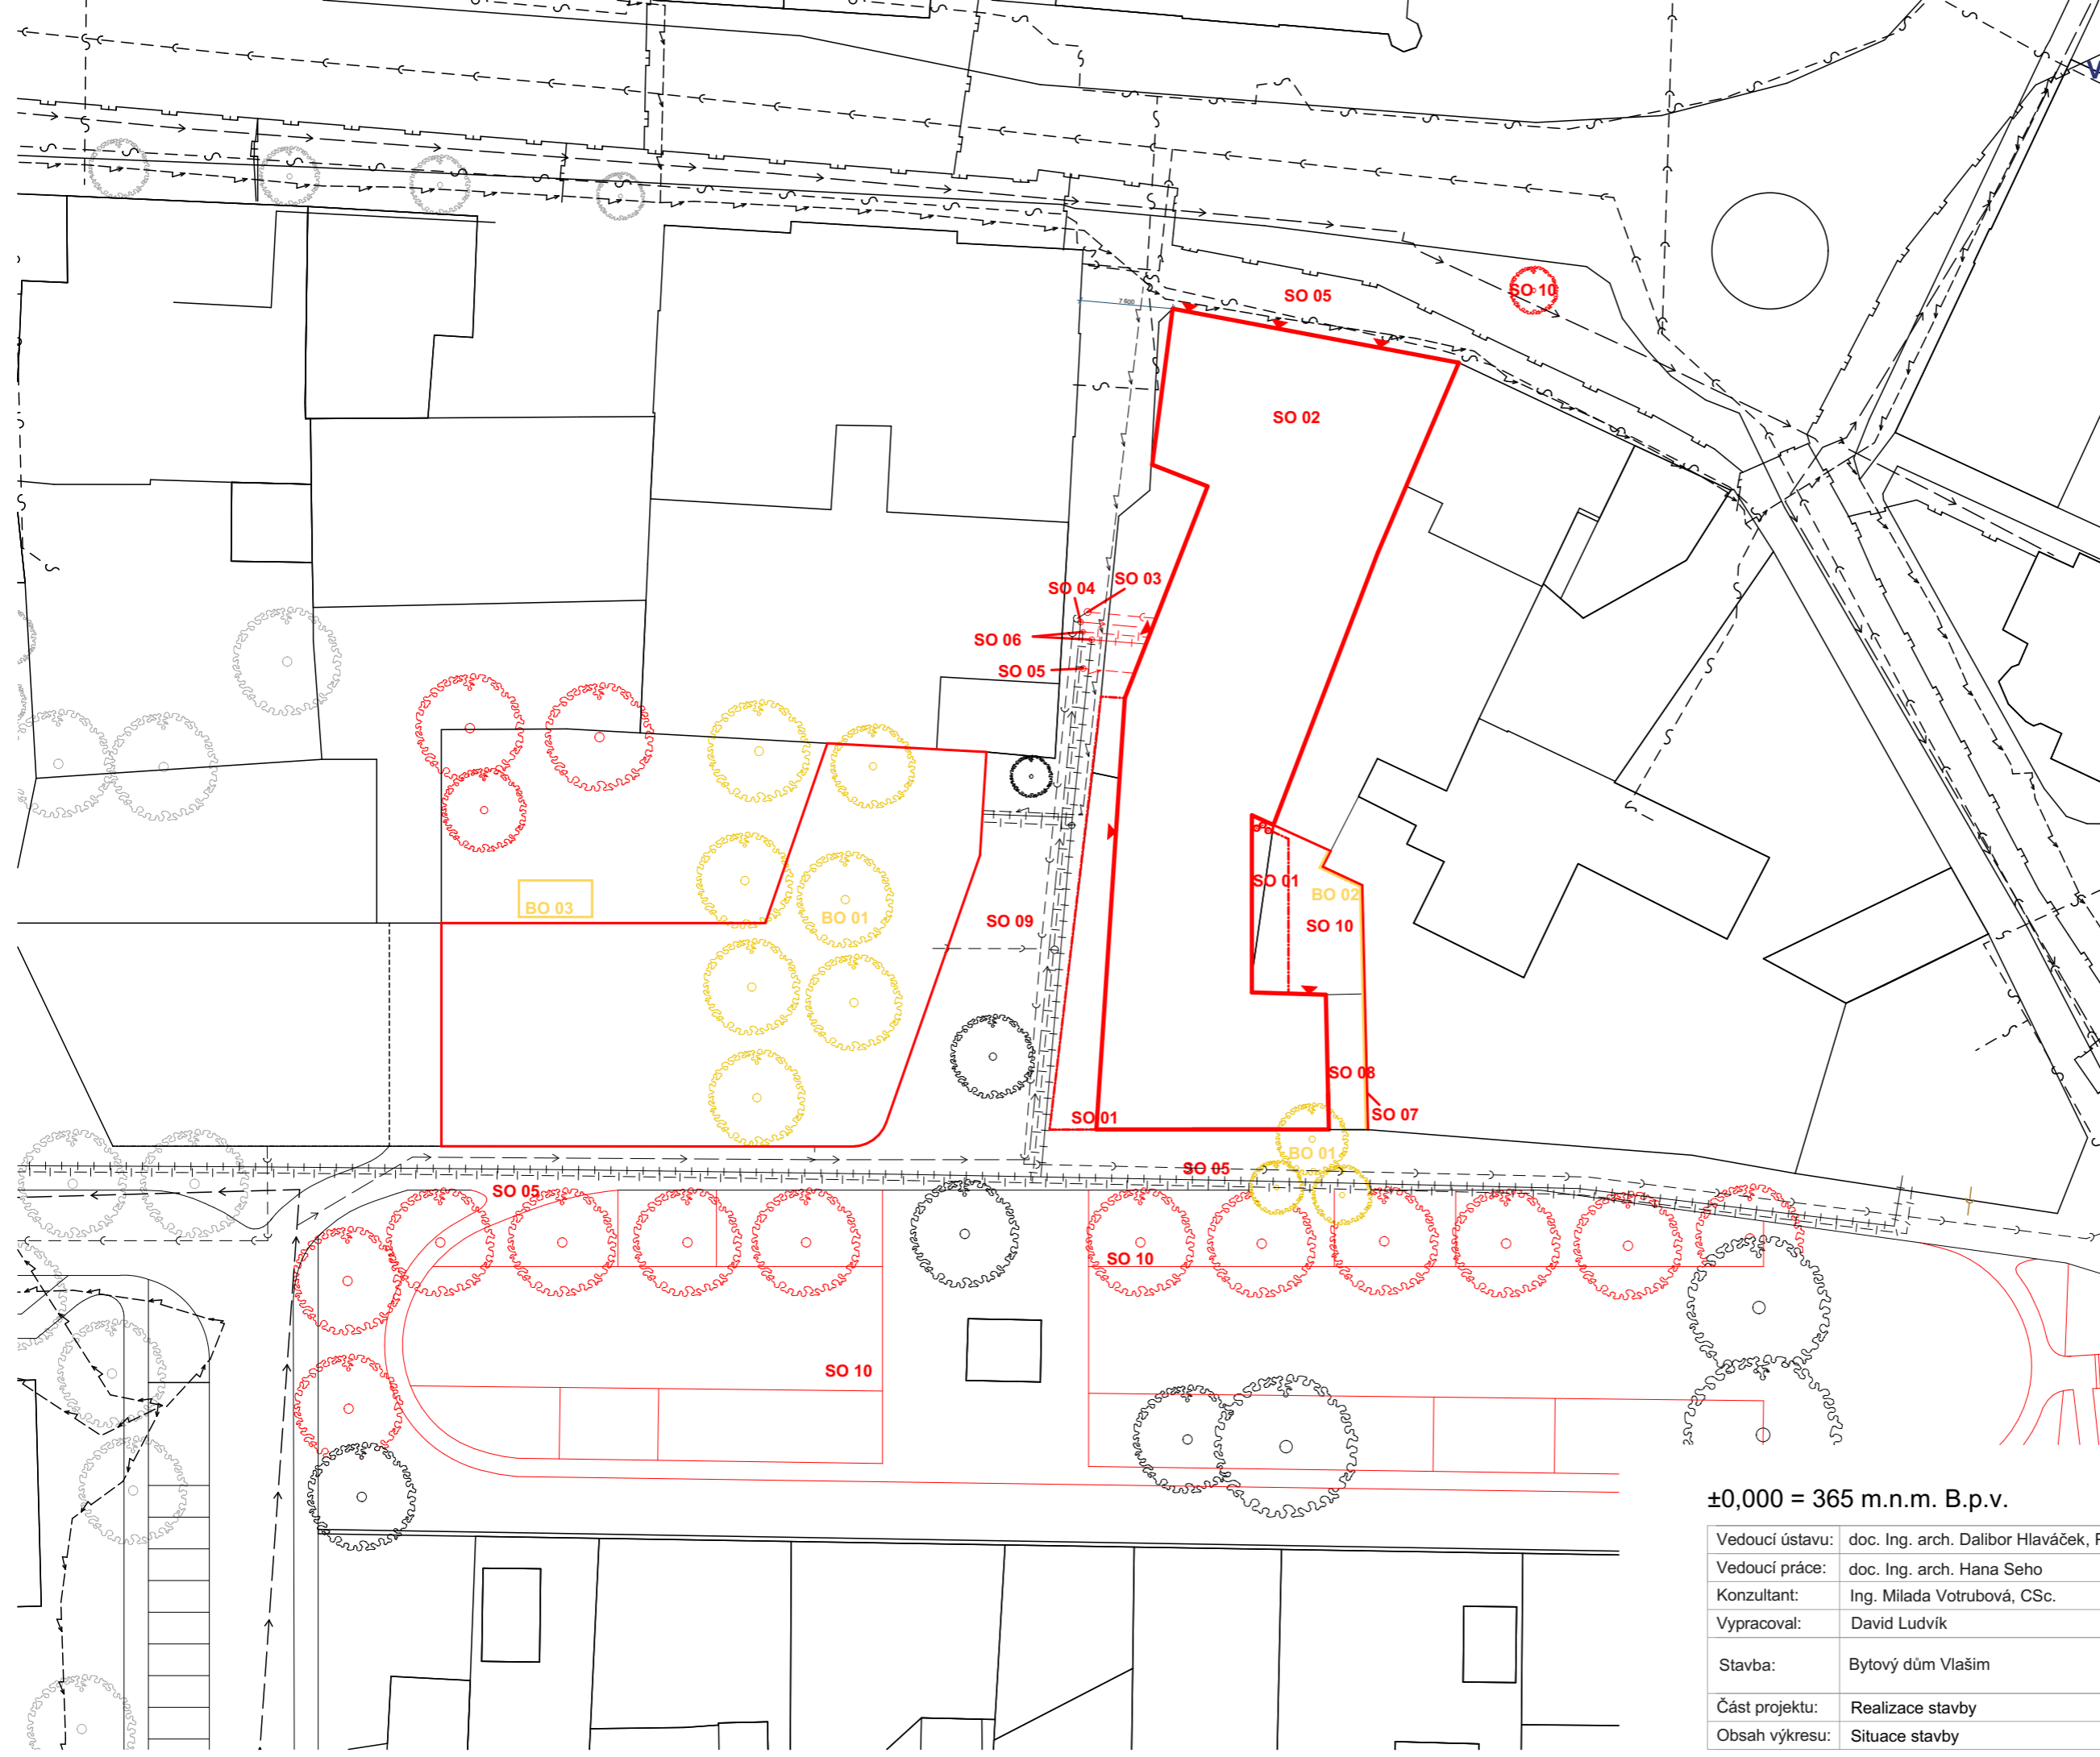 SO 10
SO 05
7 600
SO 02
SO 03
SO 04
SO 06
SO 05
SO 01
BO 02
BO 03
BO 01
SO 09
SO 10
SO 08
SO 07
SO 01
BO 01
SO 05
SO 05
SO 10
SO 10
±0,000 = 365 m.n.m. B.p.v.
Vedoucí ústavu: doc. Ing. arch. Dalibor Hlaváček,
Vedoucí práce: doc. Ing. arch. Hana Seho
Konzultant: Ing. Milada Votrubová, CSc.
Vypracoval: David Ludvík
Stavba: Bytový dům Vlašim
Část projektu: Realizace stavby
Obsah výkresu: Situace stavby